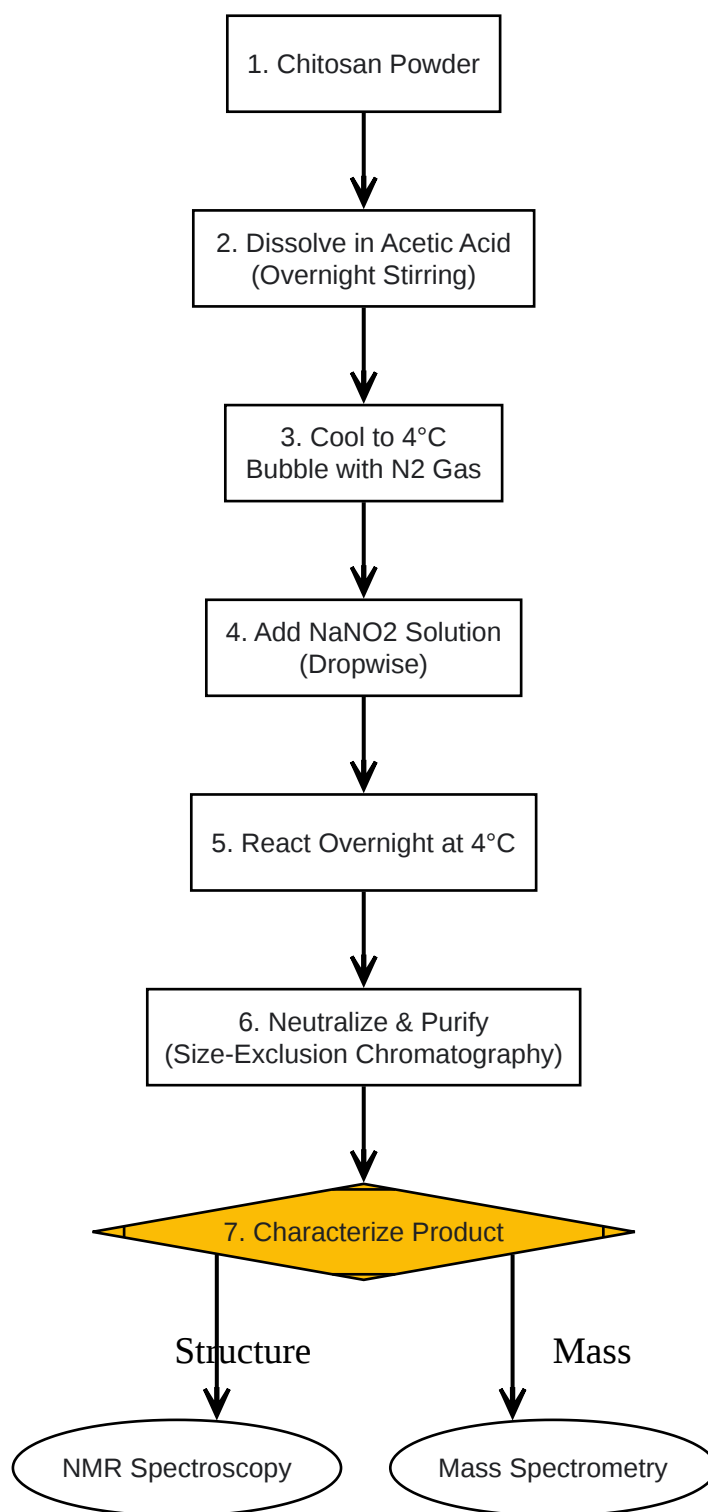 1. Chitosan Powder
2. Dissolve in Acetic Acid
(Overnight Stirring)
3. Cool to 4°C
Bubble with N2 Gas
4. Add NaNO2 Solution
(Dropwise)
5. React Overnight at 4°C
6. Neutralize & Purify
(Size-Exclusion Chromatography)
7. Characterize Product
Structure
Mass
NMR Spectroscopy
Mass Spectrometry